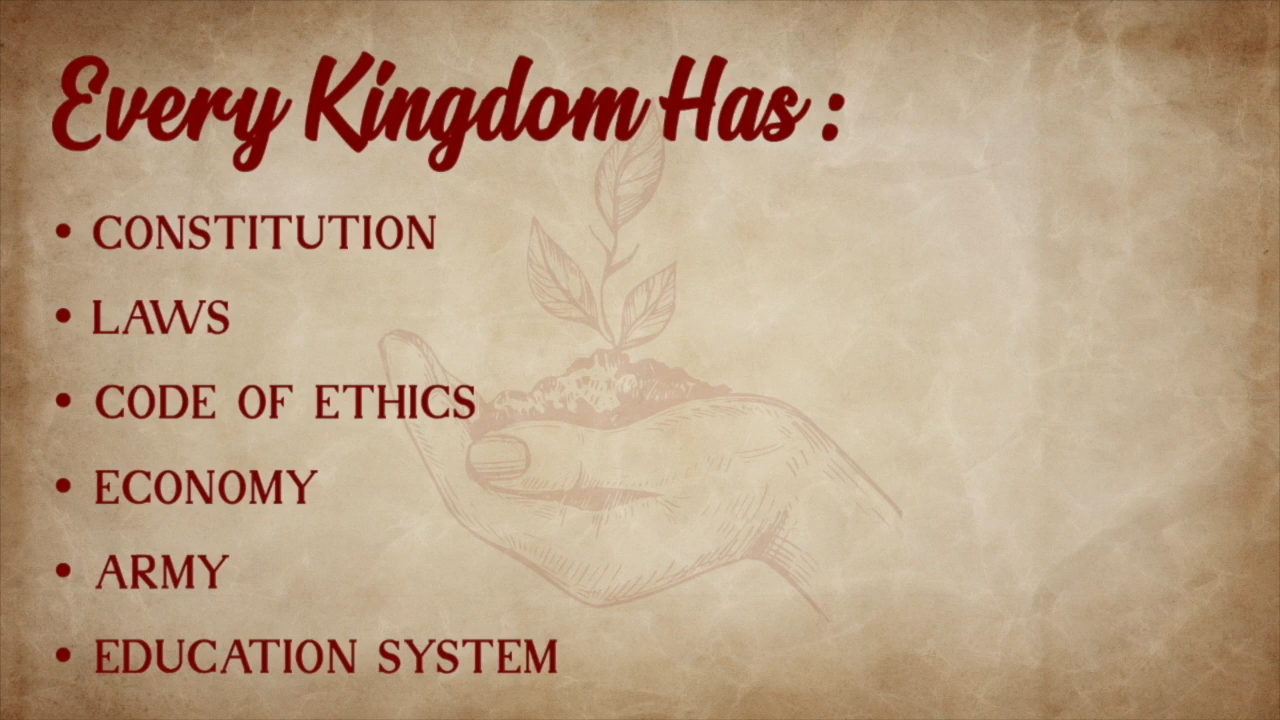 Every Kingdom Has :
• CONSTITUTION
• LAWS
• CODE OF ETHICS
• ECONOMY
• ARMY
• EDUCATION SYSTEM